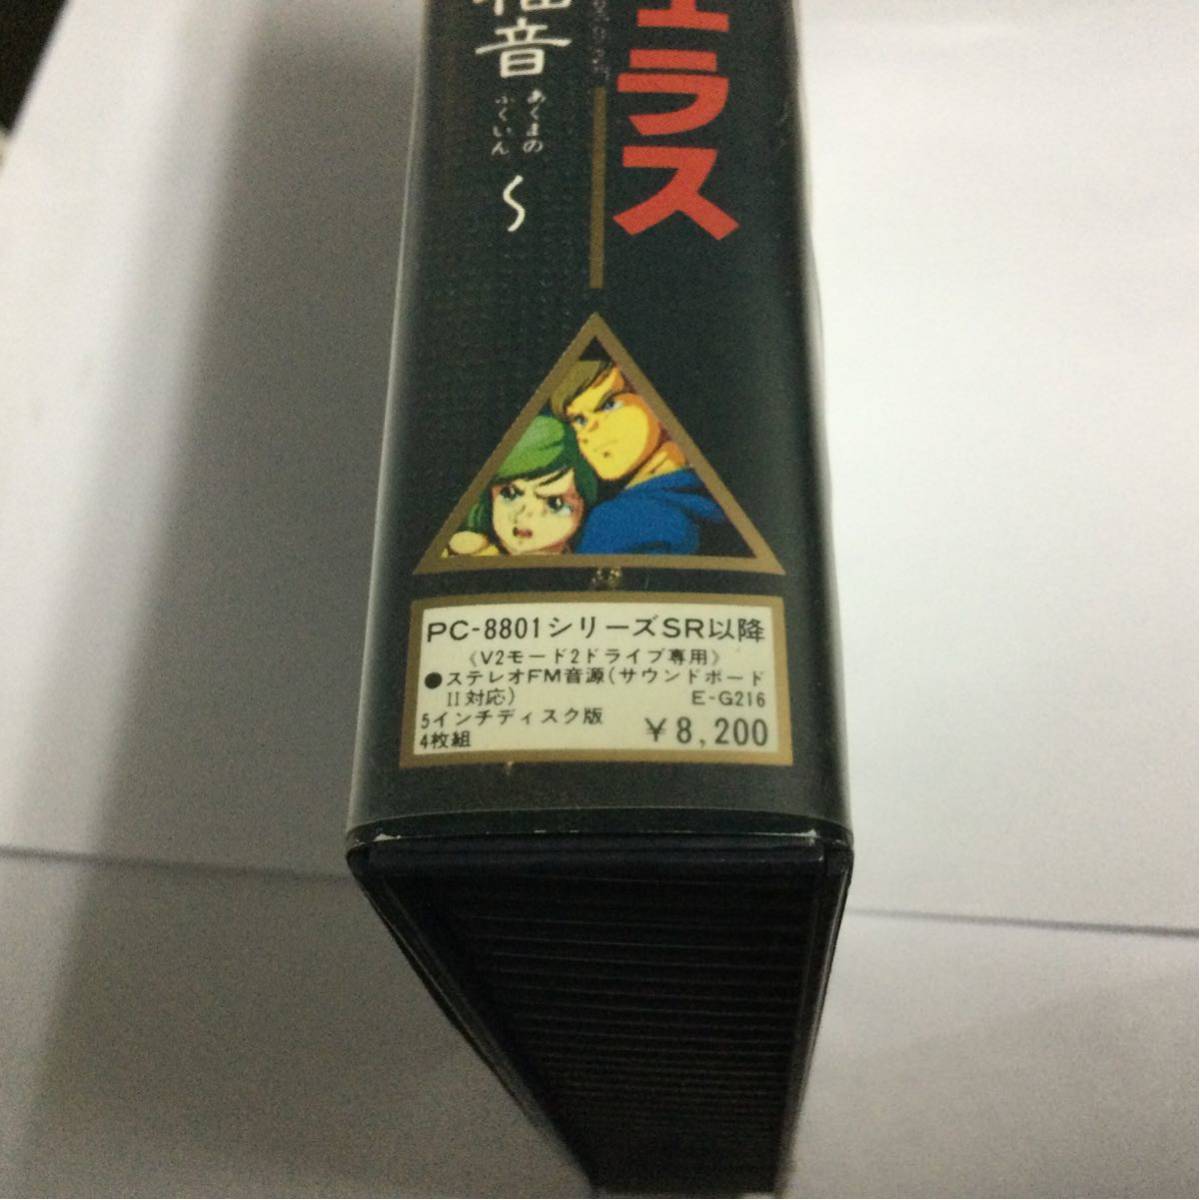 ェラス
福音
あくまの
ふくいん
～
PC-8801シリーズSR以降
《V2モード2ドライブ専用》
●ステレオFM音源(サウンドボード
II対応) E-G216
5インチディスク版
4枚組 ￥8,200